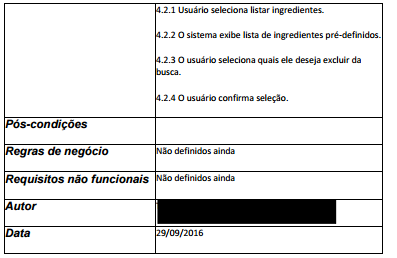 4.2.1 Usuário seleciona listar ingredientes.
4.2.2 O sistema exibe lista de ingredientes pré-definidos.
4.2.3 O usuário seleciona quais ele deseja excluir da
busca.
4.2.4 O usuário confirma seleção.
Pós-condições
Regras de negócio Não definidos ainda
Requisitos não funcionais Não definidos ainda
Autor
Data 29/09/2016